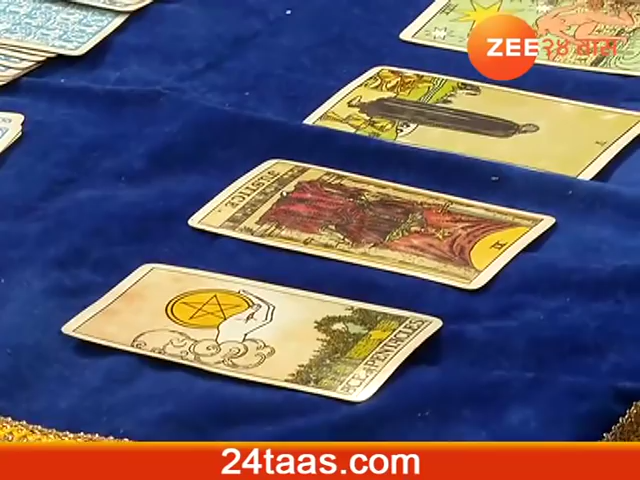 ZEE २४ तास
JUSTICE
XI
ACE of PENTACLES
V
24taas.com